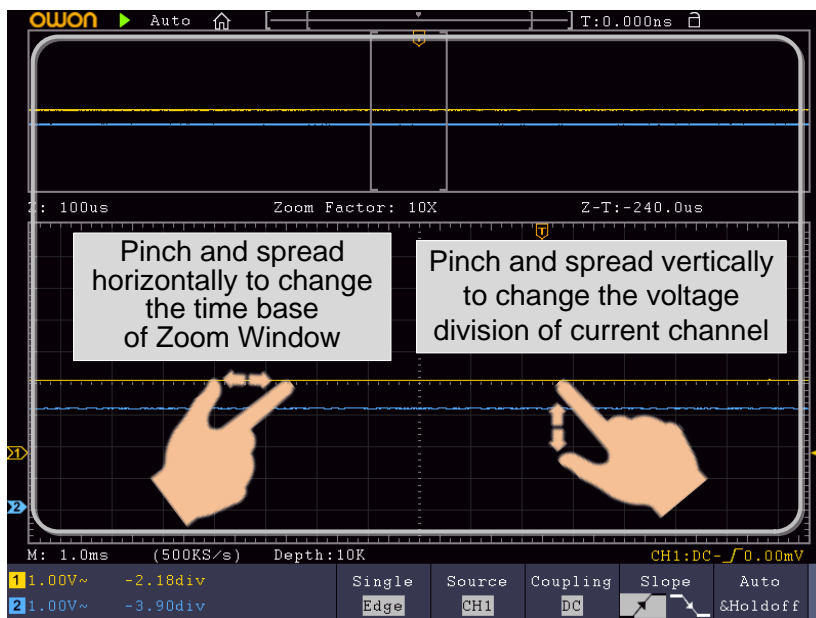 OWON Auto T:0.000ns
T
Z: 100us Zoom Factor: 10X Z-T:-240.0us
T
Pinch and spread
horizontally to change
the time base
of Zoom Window
Pinch and spread vertically
to change the voltage
division of current channel
1
2
M: 1.0ms (500KS/s) Depth:10K CH1:DC- 0.00mV
1 1.00V~ -2.18div Single Source Coupling Slope Auto
2 1.00V~ -3.90div Edge CH1 DC &Holdoff